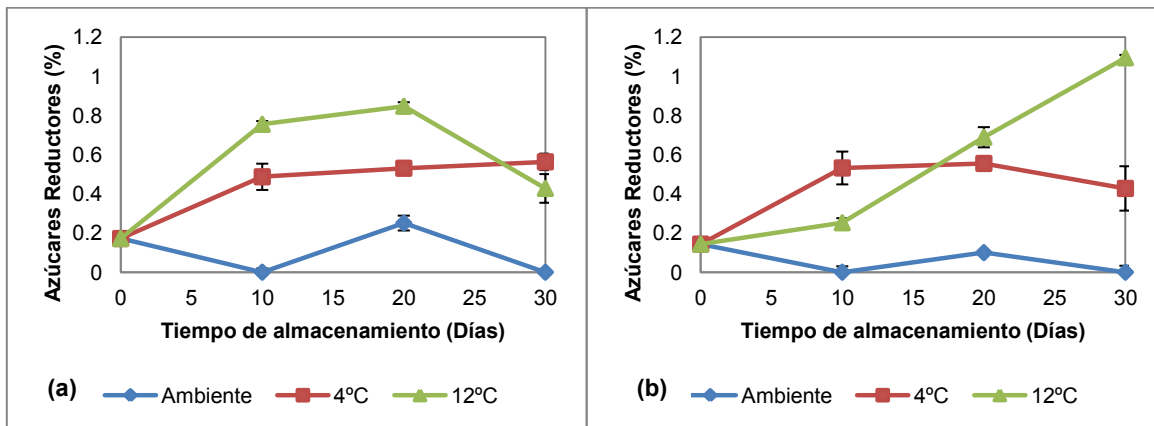 Azúcares Reductores (%)
1.2
1
0.8
0.6
0.4
0.2
0
0 5 10 15 20 25 30
Tiempo de almacenamiento (Días)
(a) Ambiente 4ºC 12ºC
Azúcares Reductores (%)
1.2
1
0.8
0.6
0.4
0.2
0
0 5 10 15 20 25 30
Tiempo de almacenamiento (Días)
(b) Ambiente 4ºC 12ºC